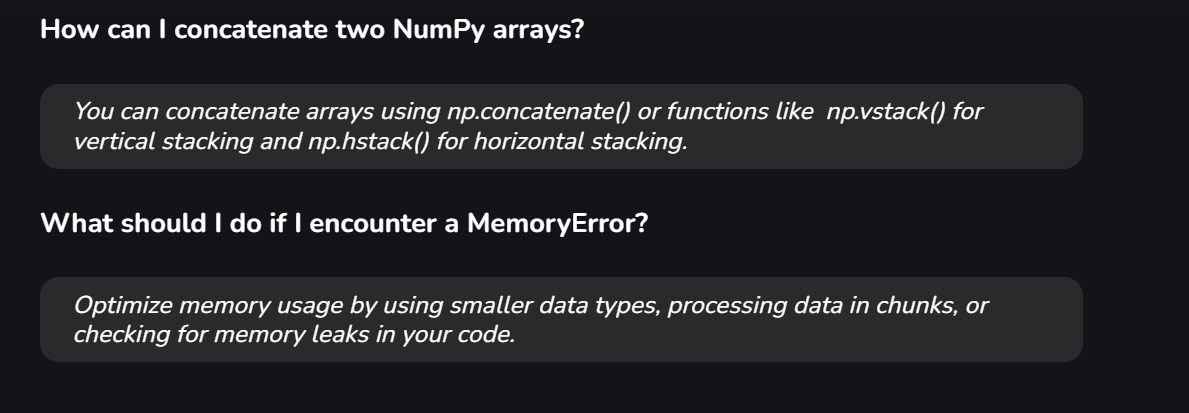 How can I concatenate two NumPy arrays?
You can concatenate arrays using np.concatenate() or functions like  np.vstack() for
vertical stacking and np.hstack() for horizontal stacking.
What should I do if I encounter a MemoryError?
Optimize memory usage by using smaller data types, processing data in chunks, or
checking for memory leaks in your code.